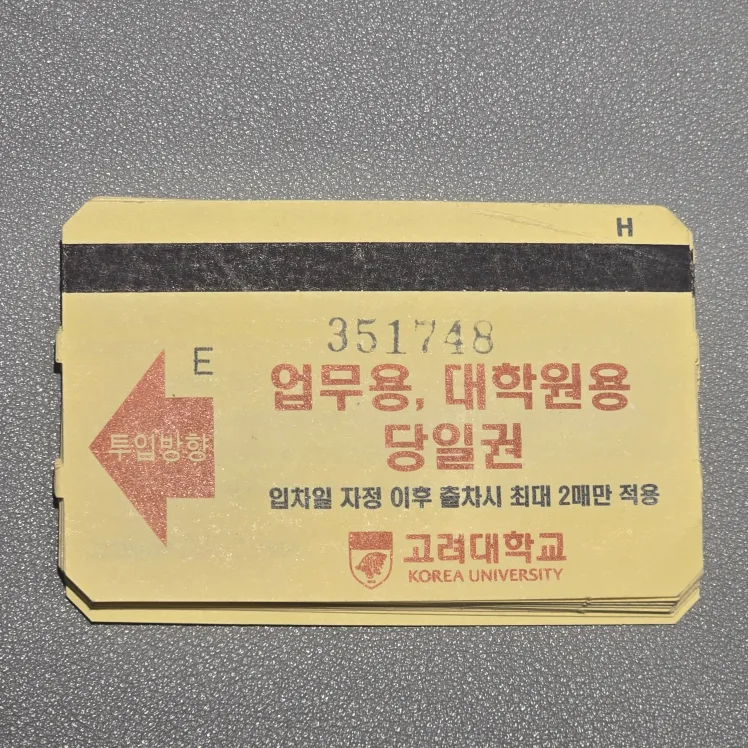 H
351748
E
업무용, 대학원용
당일권
투입방향
입차일 자정 이후 출차시 최대 2매만 적용
고려대학교
KOREA UNIVERSITY